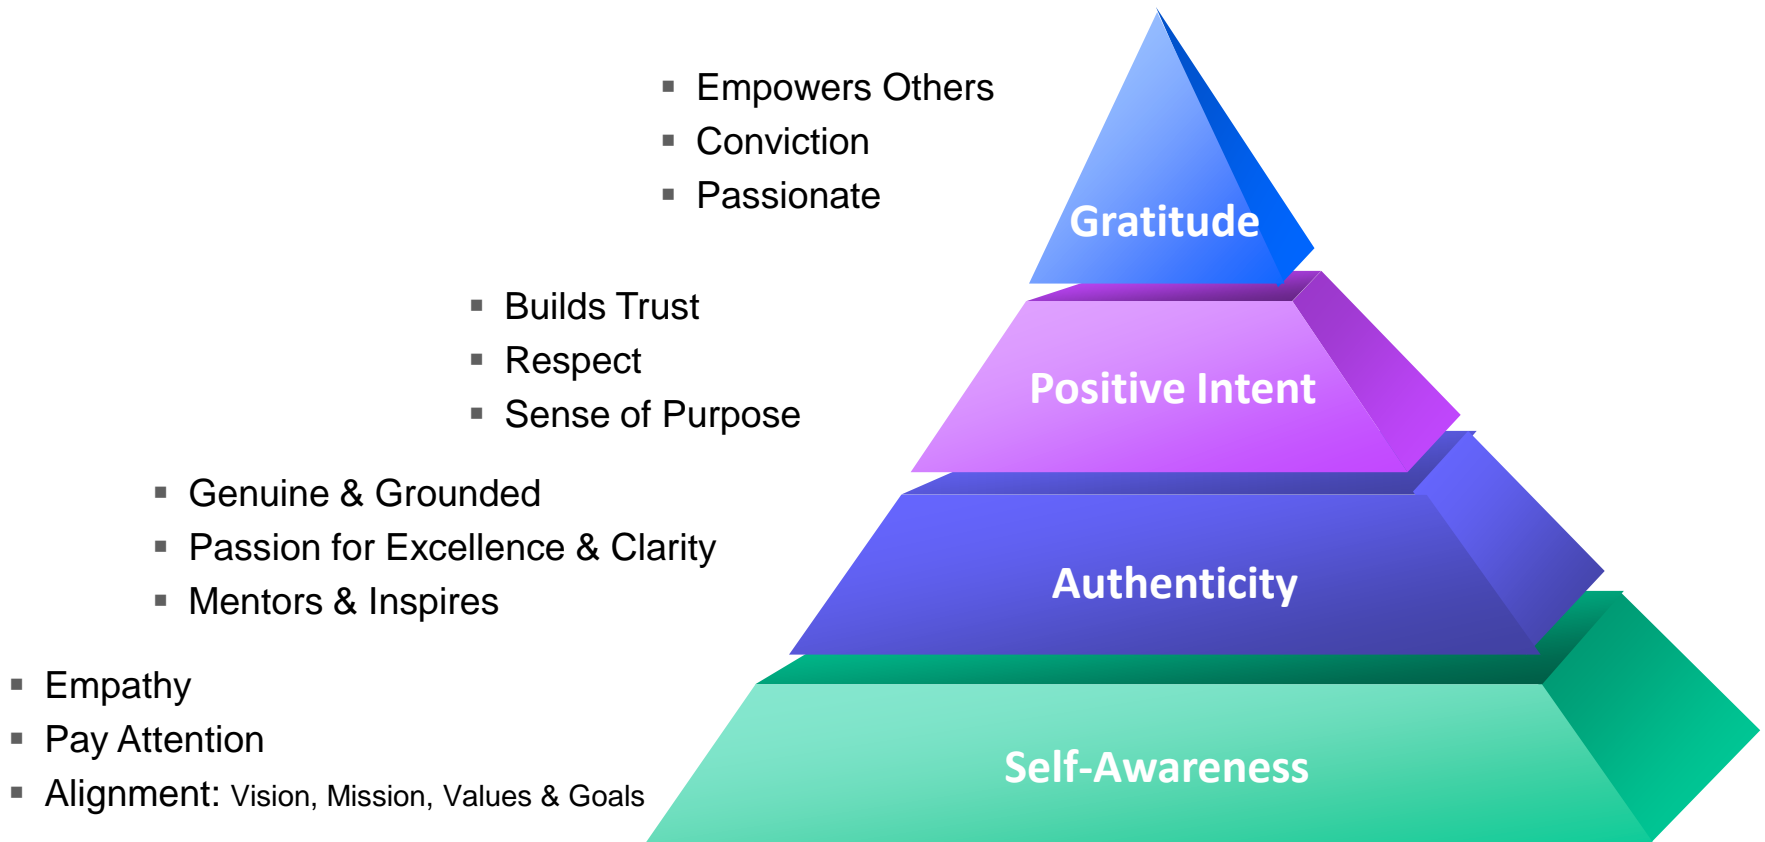 ▪ Empowers Others
▪ Conviction
▪ Passionate
Gratitude
▪ Builds Trust
▪ Respect
▪ Sense of Purpose
Positive Intent
▪ Genuine & Grounded
▪ Passion for Excellence & Clarity
▪ Mentors & Inspires
Authenticity
▪ Empathy
▪ Pay Attention
▪ Alignment: Vision, Mission, Values & Goals
Self-Awareness